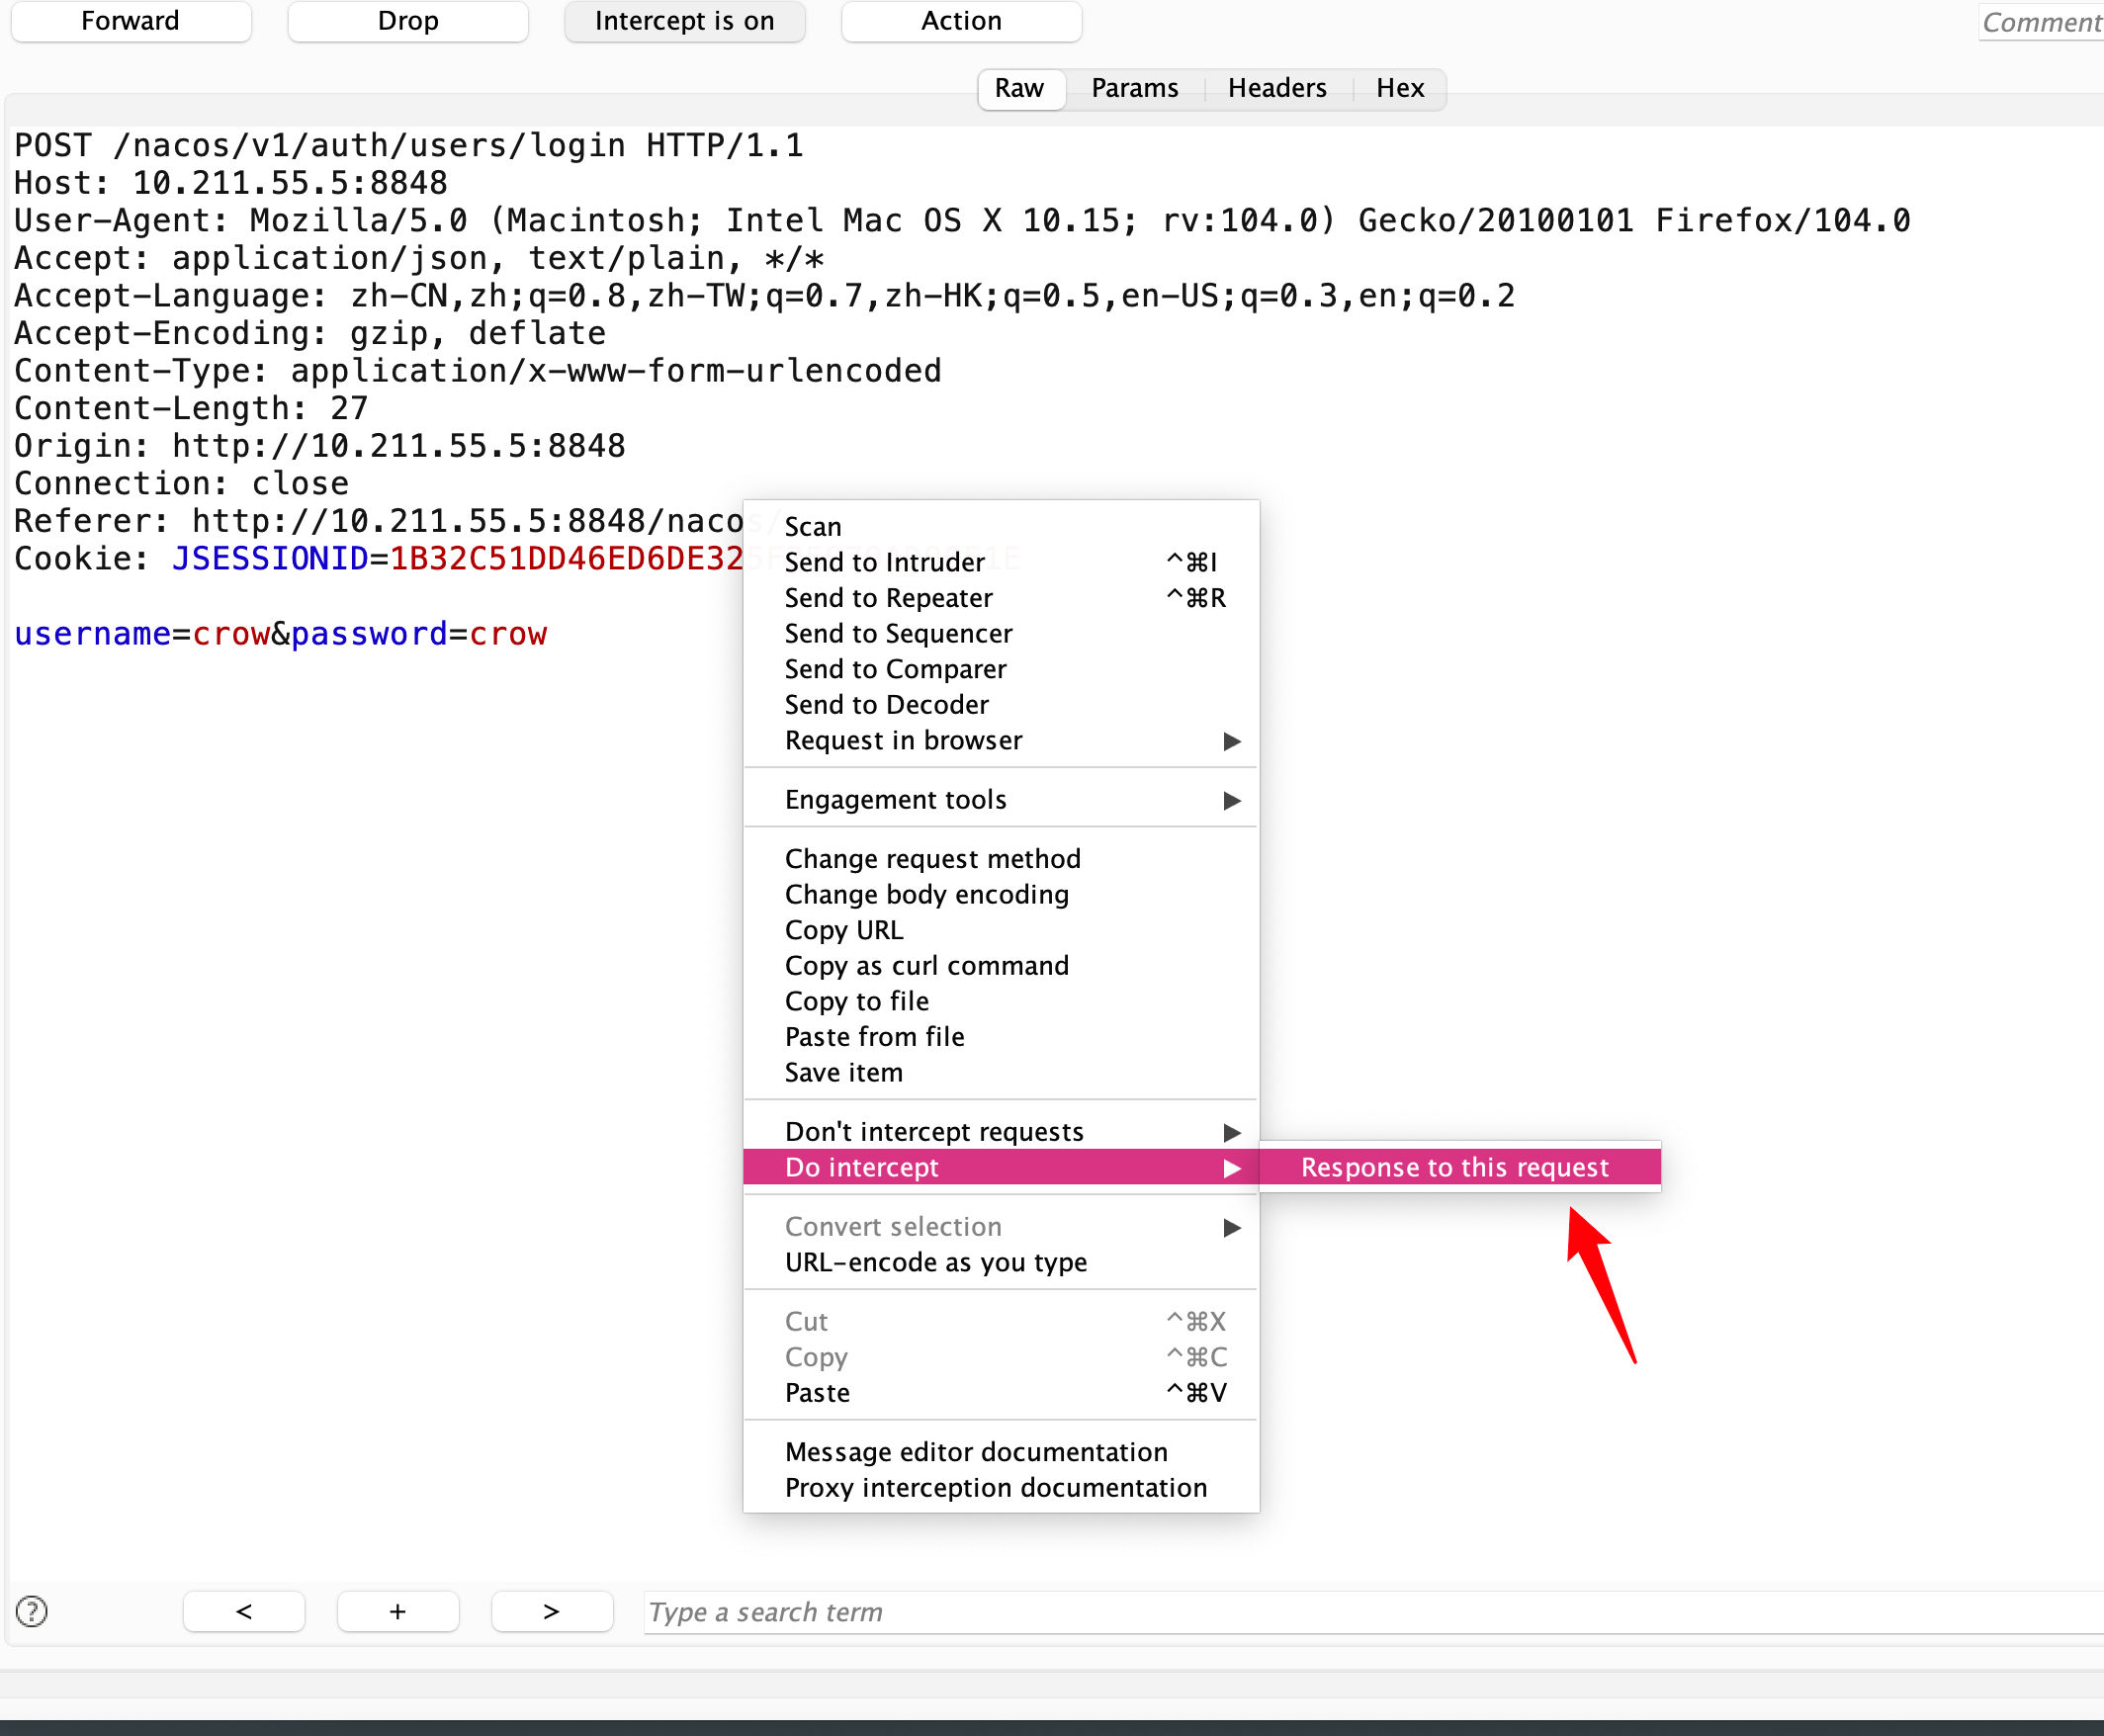 Forward Drop Intercept is on Action Comment
Raw Params Headers Hex
POST /nacos/v1/auth/users/login HTTP/1.1
Host: 10.211.55.5:8848
User-Agent: Mozilla/5.0 (Macintosh; Intel Mac OS X 10.15; rv:104.0) Gecko/20100101 Firefox/104.0
Accept: application/json, text/plain, */*
Accept-Language: zh-CN,zh;q=0.8,zh-TW;q=0.7,zh-HK;q=0.5,en-US;q=0.3,en;q=0.2
Accept-Encoding: gzip, deflate
Content-Type: application/x-www-form-urlencoded
Content-Length: 27
Origin: http://10.211.55.5:8848
Connection: close
Referer: http://10.211.55.5:8848/nacos/
Cookie: JSESSIONID=1B32C51DD46ED6DE325F
username=crow&password=crow
Scan
Send to Intruder ^⌘I
Send to Repeater ^⌘R
Send to Sequencer
Send to Comparer
Send to Decoder
Request in browser ▶
Engagement tools ▶
Change request method
Change body encoding
Copy URL
Copy as curl command
Copy to file
Paste from file
Save item
Don't intercept requests ▶
Do intercept ▶ Response to this request
Convert selection ▶
URL-encode as you type
Cut ^⌘X
Copy ^⌘C
Paste ^⌘V
Message editor documentation
Proxy interception documentation
? < + > Type a search term